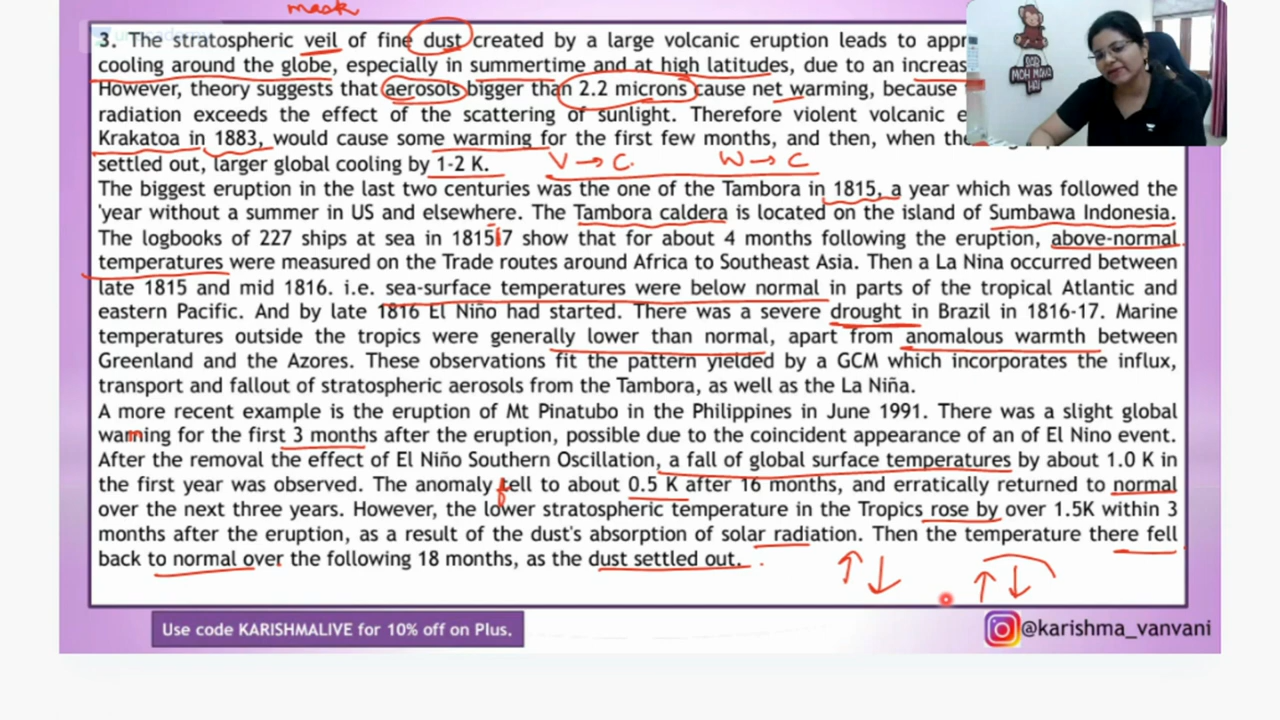 mask
3. The stratospheric veil of fine dust created by a large volcanic eruption leads to appr
cooling around the globe, especially in summertime and at high latitudes, due to an increas
However, theory suggests that aerosols bigger than 2.2 microns cause net warming, because
radiation exceeds the effect of the scattering of sunlight. Therefore violent volcanic e
Krakatoa in 1883, would cause some warming for the first few months, and then, when the
settled out, larger global cooling by 1-2 K.
V → C. W → C
The biggest eruption in the last two centuries was the one of the Tambora in 1815, a year which was followed the
'year without a summer in US and elsewhere. The Tambora caldera is located on the island of Sumbawa Indonesia.
The logbooks of 227 ships at sea in 1815-17 show that for about 4 months following the eruption, above-normal
temperatures were measured on the Trade routes around Africa to Southeast Asia. Then a La Nina occurred between
late 1815 and mid 1816. i.e. sea-surface temperatures were below normal in parts of the tropical Atlantic and
eastern Pacific. And by late 1816 El Niño had started. There was a severe drought in Brazil in 1816-17. Marine
temperatures outside the tropics were generally lower than normal, apart from anomalous warmth between
Greenland and the Azores. These observations fit the pattern yielded by a GCM which incorporates the influx,
transport and fallout of stratospheric aerosols from the Tambora, as well as the La Niña.
A more recent example is the eruption of Mt Pinatubo in the Philippines in June 1991. There was a slight global
warning for the first 3 months after the eruption, possible due to the coincident appearance of an of El Nino event.
After the removal the effect of El Niño Southern Oscillation, a fall of global surface temperatures by about 1.0 K in
the first year was observed. The anomaly fell to about 0.5 K after 16 months, and erratically returned to normal
over the next three years. However, the lower stratospheric temperature in the Tropics rose by over 1.5K within 3
months after the eruption, as a result of the dust's absorption of solar radiation. Then the temperature there fell
back to normal over the following 18 months, as the dust settled out.
Use code KARISHMALIVE for 10% off on Plus.
@karishma_vanvani